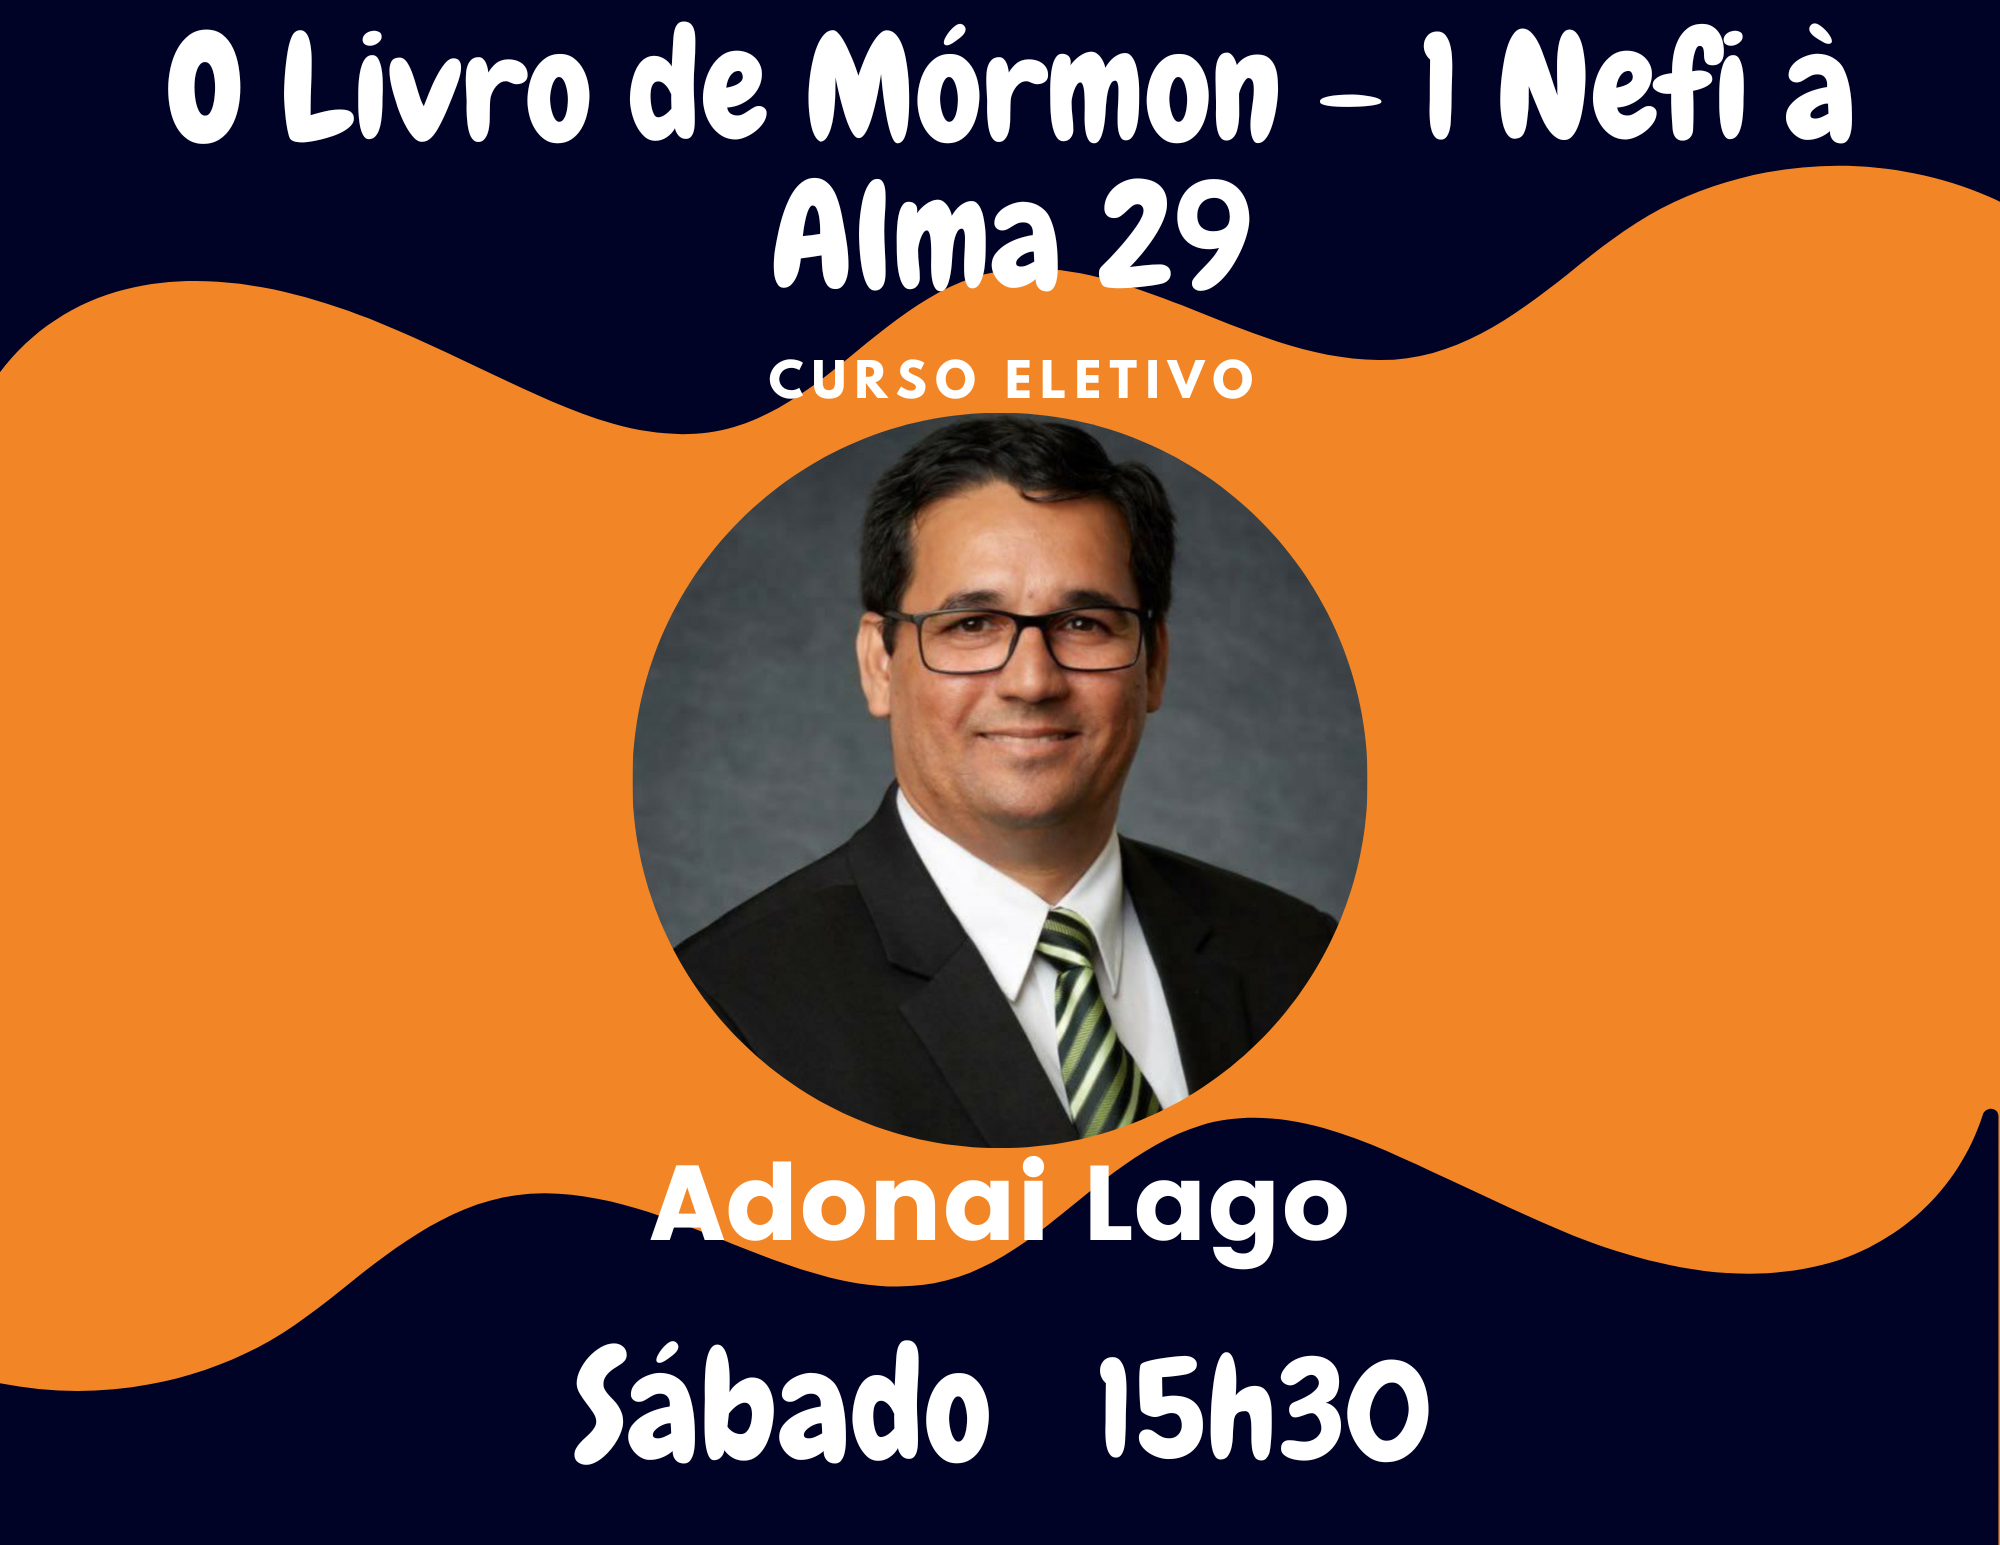 O Livro de Mórmon - 1 Nefi à
Alma 29
CURSO ELETIVO
Adonai Lago
Sábado 15h30